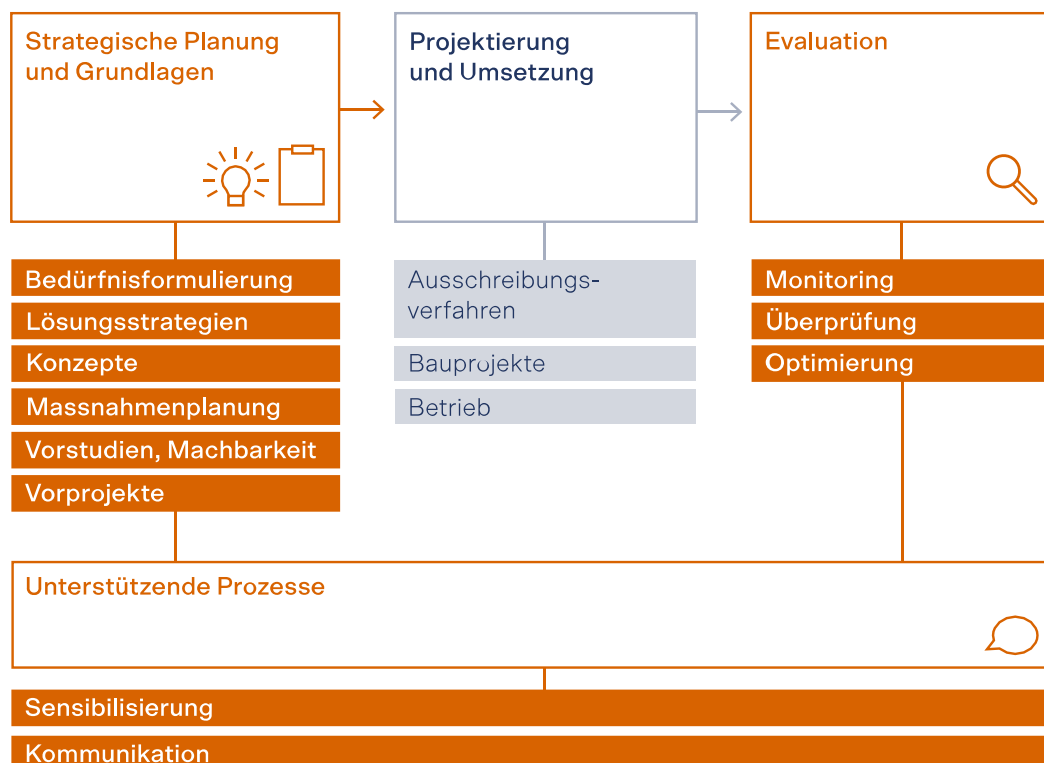 Strategische Planung
und Grundlagen
Projektierung
und Umsetzung
Evaluation
Bedürfnisformulierung
Lösungsstrategien
Konzepte
Massnahmenplanung
Vorstudien, Machbarkeit
Vorprojekte
Ausschreibungs-
verfahren
Bauprojekte
Betrieb
Monitoring
Überprüfung
Optimierung
Unterstützende Prozesse
Sensibilisierung
Kommunikation